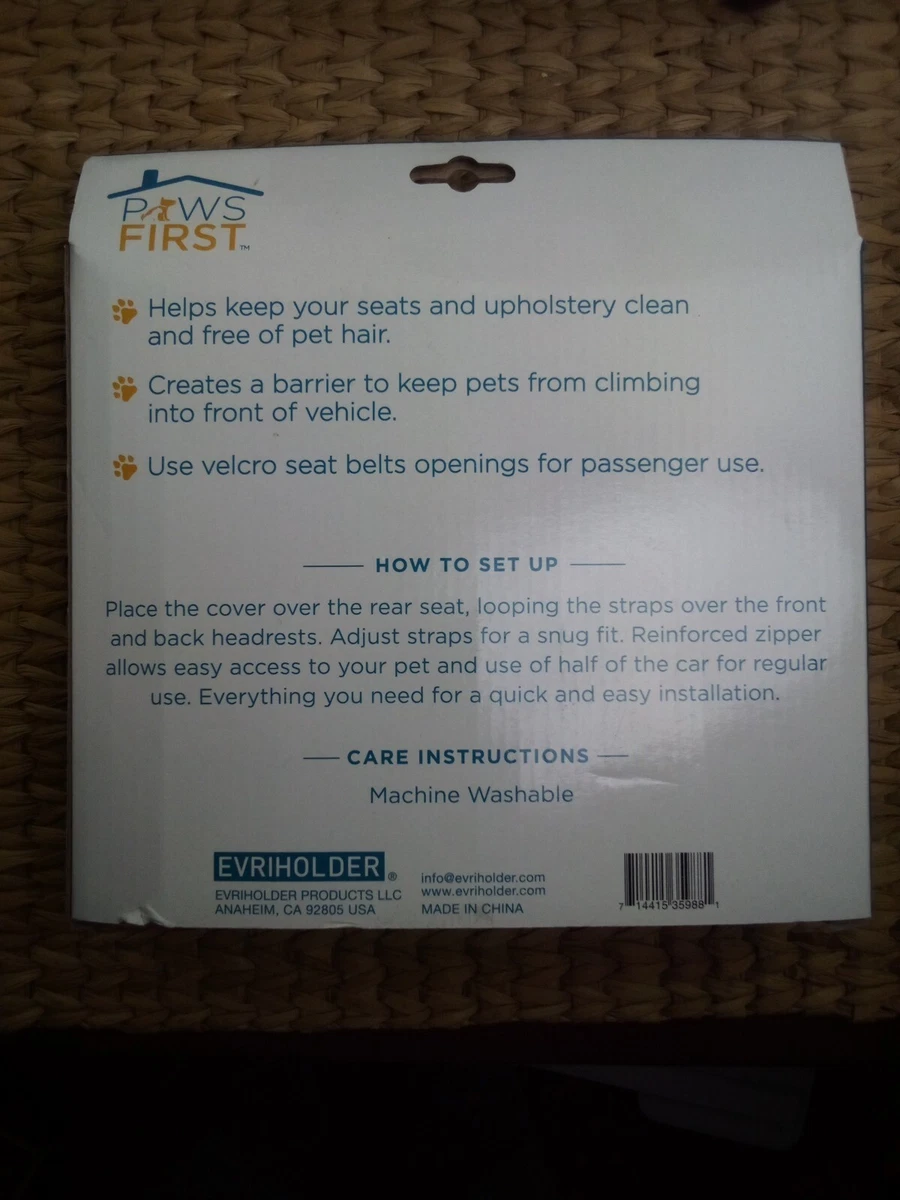 PAWS
FIRST™
Helps keep your seats and upholstery clean
and free of pet hair.
Creates a barrier to keep pets from climbing
into front of vehicle.
Use velcro seat belts openings for passenger use.
HOW TO SET UP
Place the cover over the rear seat, looping the straps over the front
and back headrests. Adjust straps for a snug fit. Reinforced zipper
allows easy access to your pet and use of half of the car for regular
use. Everything you need for a quick and easy installation.
CARE INSTRUCTIONS
Machine Washable
EVRIHOLDER®
EVRIHOLDER PRODUCTS LLC
ANAHEIM, CA 92805 USA
info@evriholder.com
www.evriholder.com
MADE IN CHINA
7 14415 35988 1